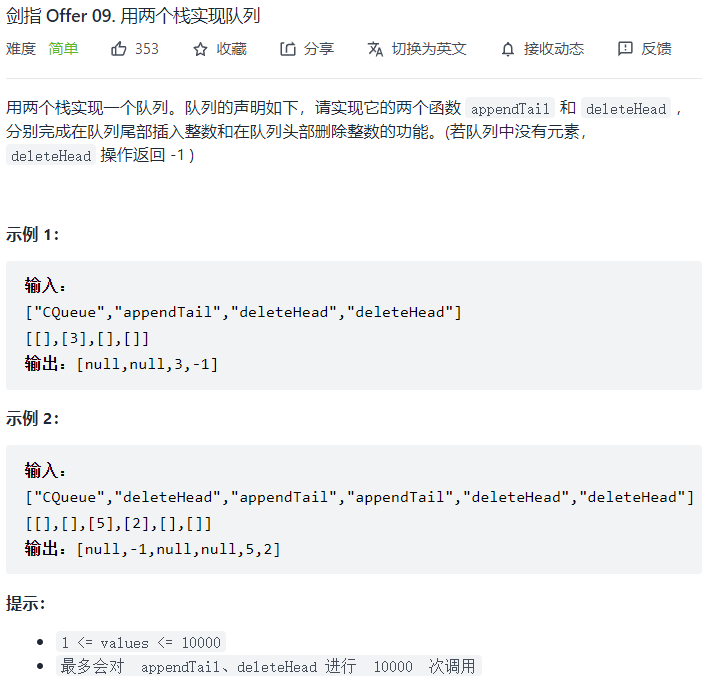 剑指 Offer 09. 用两个栈实现队列
难度 简单 353 收藏 分享 切换为英文 接收动态 反馈
用两个栈实现一个队列。队列的声明如下，请实现它的两个函数 appendTail 和 deleteHead ，
分别完成在队列尾部插入整数和在队列头部删除整数的功能。(若队列中没有元素，
deleteHead 操作返回 -1 )
示例 1：
输入：
["CQueue","appendTail","deleteHead","deleteHead"]
[[],[3],[],[]]
输出：[null,null,3,-1]
示例 2：
输入：
["CQueue","deleteHead","appendTail","appendTail","deleteHead","deleteHead"]
[[],[],[5],[2],[],[]]
输出：[null,-1,null,null,5,2]
提示：
1 <= values <= 10000
最多会对 appendTail、deleteHead 进行 10000 次调用